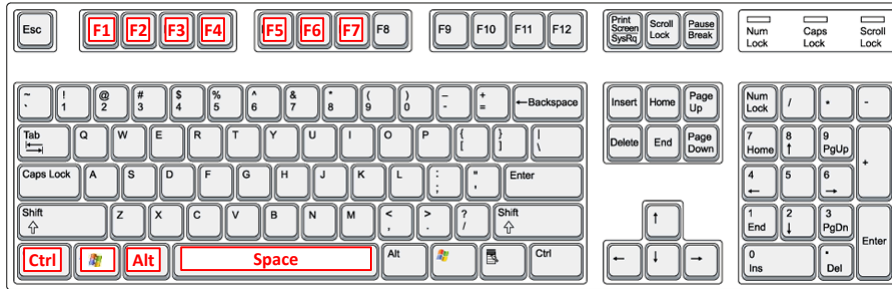 Esc F1 F2 F3 F4 F5 F6 F7 F8 F9 F10 F11 F12 Print Screen SysRq Scroll Lock Pause Break Num Lock Caps Lock Scroll Lock
~ ` ! 1 @ 2 # 3 $ 4 % 5 ^ 6 & 7 * 8 ( 9 ) 0 - - + = ←Backspace Insert Home Page Up Num Lock / * -
Tab Q W E R T Y U I O P { [ } ] | \ Delete End Page Down 7 Home 8 ↑ 9 PgUp +
Caps Lock A S D F G H J K L : ; " ' Enter 4 ← 5 6 →
Shift Z X C V B N M < , > . ? / Shift ↑ 1 End 2 ↓ 3 PgDn Enter
Ctrl Alt Space Alt Ctrl ← ↓ → 0 Ins . Del